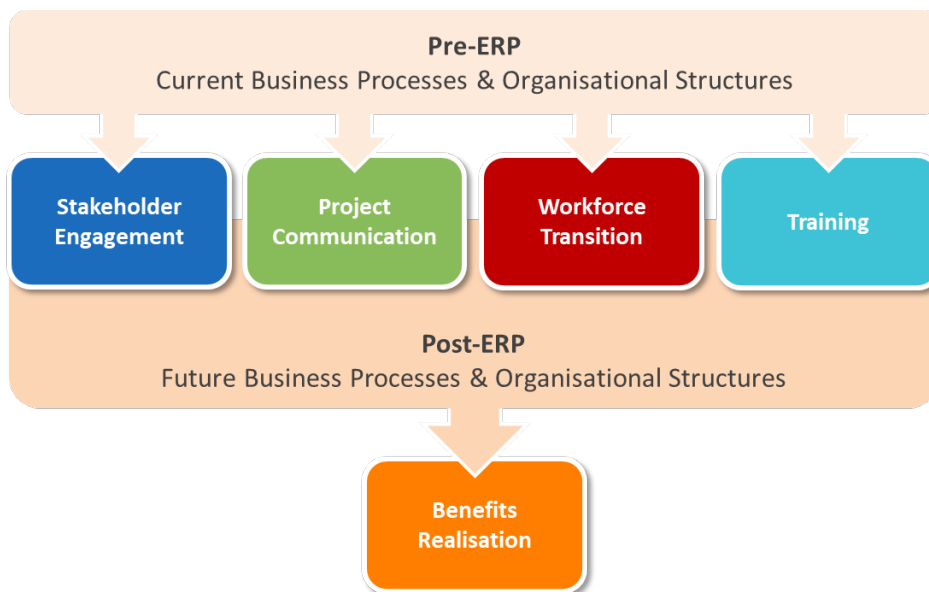 Pre-ERP
Current Business Processes & Organisational Structures
Stakeholder
Engagement
Project
Communication
Workforce
Transition
Training
Post-ERP
Future Business Processes & Organisational Structures
Benefits
Realisation